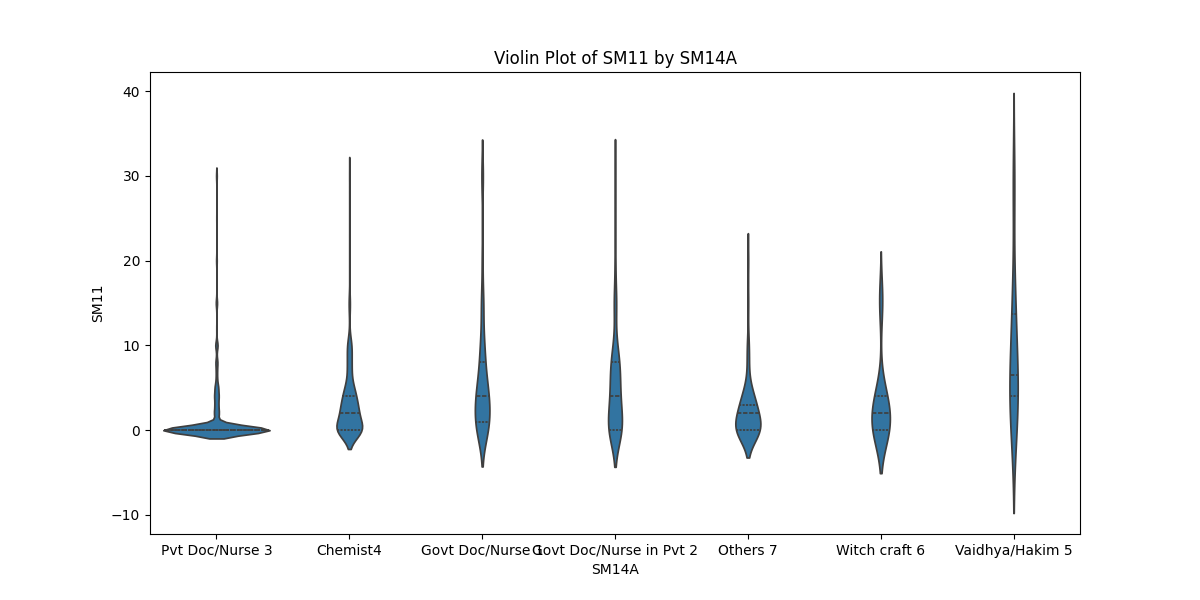 Violin Plot of SM11 by SM14A
SM11
40
30
20
10
0
−10
Pvt Doc/Nurse 3
Chemist4
Govt Doc/Nurse 1
Govt Doc/Nurse in Pvt 2
Others 7
Witch craft 6
Vaidhya/Hakim 5
SM14A